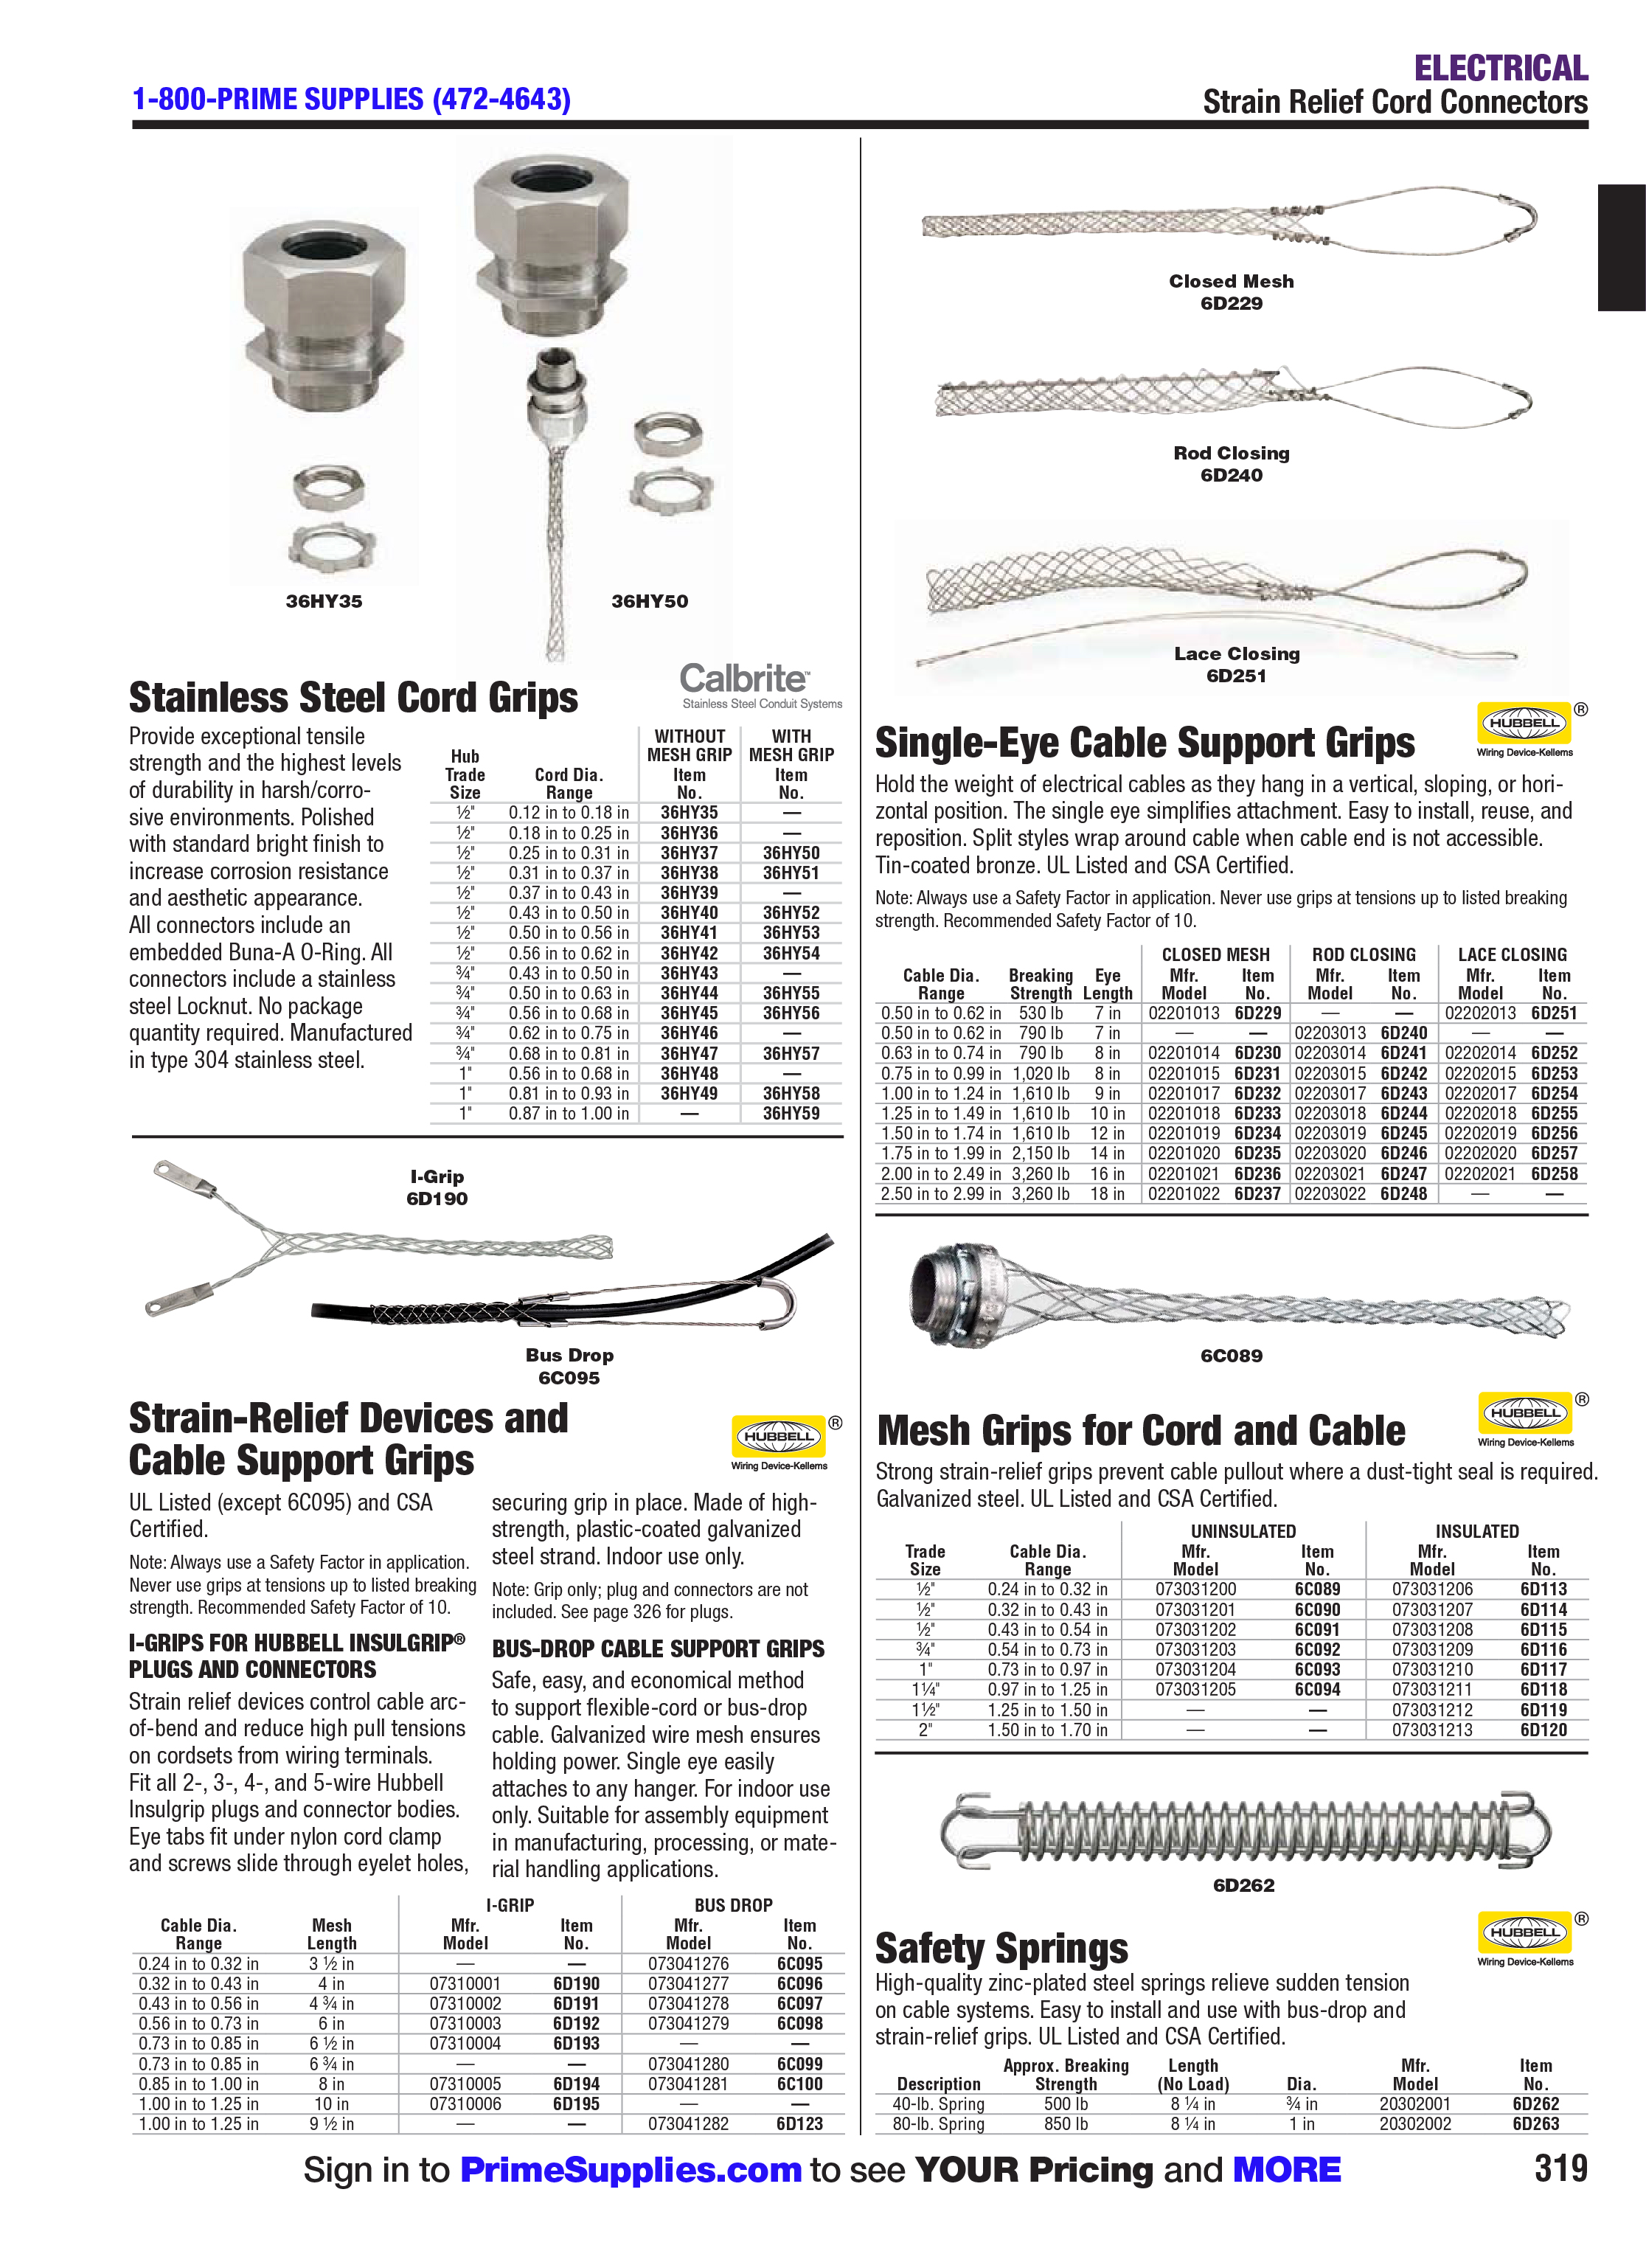 1-800-PRIME SUPPLIES (472-4643)
ELECTRICAL
Strain Relief Cord Connectors
36HY35
36HY50
Calbrite™
Stainless Steel Conduit Systems
Stainless Steel Cord Grips
Provide exceptional tensile
strength and the highest levels
of durability in harsh/corro-
sive environments. Polished
with standard bright finish to
increase corrosion resistance
and aesthetic appearance.
All connectors include an
embedded Buna-A O-Ring. All
connectors include a stainless
steel Locknut. No package
quantity required. Manufactured
in type 304 stainless steel.
WITHOUT WITH
Hub MESH GRIP MESH GRIP
Trade Cord Dia. Item Item
Size Range No. No.
½" 0.12 in to 0.18 in 36HY35 —
½" 0.18 in to 0.25 in 36HY36 —
½" 0.25 in to 0.31 in 36HY37 36HY50
½" 0.31 in to 0.37 in 36HY38 36HY51
½" 0.37 in to 0.43 in 36HY39 —
½" 0.43 in to 0.50 in 36HY40 36HY52
½" 0.50 in to 0.56 in 36HY41 36HY53
½" 0.56 in to 0.62 in 36HY42 36HY54
¾" 0.43 in to 0.50 in 36HY43 —
¾" 0.50 in to 0.63 in 36HY44 36HY55
¾" 0.56 in to 0.68 in 36HY45 36HY56
¾" 0.62 in to 0.75 in 36HY46 —
¾" 0.68 in to 0.81 in 36HY47 36HY57
1" 0.56 in to 0.68 in 36HY48 —
1" 0.81 in to 0.93 in 36HY49 36HY58
1" 0.87 in to 1.00 in — 36HY59
I-Grip
6D190
Bus Drop
6C095
Strain-Relief Devices and
Cable Support Grips
HUBBELL ®
Wiring Device-Kellems
UL Listed (except 6C095) and CSA
Certified.
Note: Always use a Safety Factor in application.
Never use grips at tensions up to listed breaking
strength. Recommended Safety Factor of 10.
I-GRIPS FOR HUBBELL INSULGRIP®
PLUGS AND CONNECTORS
Strain relief devices control cable arc-
of-bend and reduce high pull tensions
on cordsets from wiring terminals.
Fit all 2-, 3-, 4-, and 5-wire Hubbell
Insulgrip plugs and connector bodies.
Eye tabs fit under nylon cord clamp
and screws slide through eyelet holes,
securing grip in place. Made of high-
strength, plastic-coated galvanized
steel strand. Indoor use only.
Note: Grip only; plug and connectors are not
included. See page 326 for plugs.
BUS-DROP CABLE SUPPORT GRIPS
Safe, easy, and economical method
to support flexible-cord or bus-drop
cable. Galvanized wire mesh ensures
holding power. Single eye easily
attaches to any hanger. For indoor use
only. Suitable for assembly equipment
in manufacturing, processing, or mate-
rial handling applications.
I-GRIP BUS DROP
Cable Dia. Mesh Mfr. Item Mfr. Item
Range Length Model No. Model No.
0.24 in to 0.32 in 3 ½ in — — 073041276 6C095
0.32 in to 0.43 in 4 in 07310001 6D190 073041277 6C096
0.43 in to 0.56 in 4 ¾ in 07310002 6D191 073041278 6C097
0.56 in to 0.73 in 6 in 07310003 6D192 073041279 6C098
0.73 in to 0.85 in 6 ½ in 07310004 6D193 — —
0.73 in to 0.85 in 6 ¾ in — — 073041280 6C099
0.85 in to 1.00 in 8 in 07310005 6D194 073041281 6C100
1.00 in to 1.25 in 10 in 07310006 6D195 — —
1.00 in to 1.25 in 9 ½ in — — 073041282 6D123
Closed Mesh
6D229
Rod Closing
6D240
Lace Closing
6D251
HUBBELL ®
Wiring Device-Kellems
Single-Eye Cable Support Grips
Hold the weight of electrical cables as they hang in a vertical, sloping, or hori-
zontal position. The single eye simplifies attachment. Easy to install, reuse, and
reposition. Split styles wrap around cable when cable end is not accessible.
Tin-coated bronze. UL Listed and CSA Certified.
Note: Always use a Safety Factor in application. Never use grips at tensions up to listed breaking
strength. Recommended Safety Factor of 10.
CLOSED MESH ROD CLOSING LACE CLOSING
Cable Dia. Breaking Eye Mfr. Item Mfr. Item Mfr. Item
Range Strength Length Model No. Model No. Model No.
0.50 in to 0.62 in 530 lb 7 in 02201013 6D229 — — 02202013 6D251
0.50 in to 0.62 in 790 lb 7 in — — 02203013 6D240 — —
0.63 in to 0.74 in 790 lb 8 in 02201014 6D230 02203014 6D241 02202014 6D252
0.75 in to 0.99 in 1,020 lb 8 in 02201015 6D231 02203015 6D242 02202015 6D253
1.00 in to 1.24 in 1,610 lb 9 in 02201017 6D232 02203017 6D243 02202017 6D254
1.25 in to 1.49 in 1,610 lb 10 in 02201018 6D233 02203018 6D244 02202018 6D255
1.50 in to 1.74 in 1,610 lb 12 in 02201019 6D234 02203019 6D245 02202019 6D256
1.75 in to 1.99 in 2,150 lb 14 in 02201020 6D235 02203020 6D246 02202020 6D257
2.00 in to 2.49 in 3,260 lb 16 in 02201021 6D236 02203021 6D247 02202021 6D258
2.50 in to 2.99 in 3,260 lb 18 in 02201022 6D237 02203022 6D248 — —
6C089
HUBBELL ®
Wiring Device-Kellems
Mesh Grips for Cord and Cable
Strong strain-relief grips prevent cable pullout where a dust-tight seal is required.
Galvanized steel. UL Listed and CSA Certified.
UNINSULATED INSULATED
Trade Cable Dia. Mfr. Item Mfr. Item
Size Range Model No. Model No.
½" 0.24 in to 0.32 in 073031200 6C089 073031206 6D113
½" 0.32 in to 0.43 in 073031201 6C090 073031207 6D114
½" 0.43 in to 0.54 in 073031202 6C091 073031208 6D115
¾" 0.54 in to 0.73 in 073031203 6C092 073031209 6D116
1" 0.73 in to 0.97 in 073031204 6C093 073031210 6D117
1¼" 0.97 in to 1.25 in 073031205 6C094 073031211 6D118
1½" 1.25 in to 1.50 in — — 073031212 6D119
2" 1.50 in to 1.70 in — — 073031213 6D120
6D262
HUBBELL ®
Wiring Device-Kellems
Safety Springs
High-quality zinc-plated steel springs relieve sudden tension
on cable systems. Easy to install and use with bus-drop and
strain-relief grips. UL Listed and CSA Certified.
Approx. Breaking Length Mfr. Item
Description Strength (No Load) Dia. Model No.
40-lb. Spring 500 lb 8 ¼ in ¾ in 20302001 6D262
80-lb. Spring 850 lb 8 ¼ in 1 in 20302002 6D263
Sign in to PrimeSupplies.com to see YOUR Pricing and MORE
319